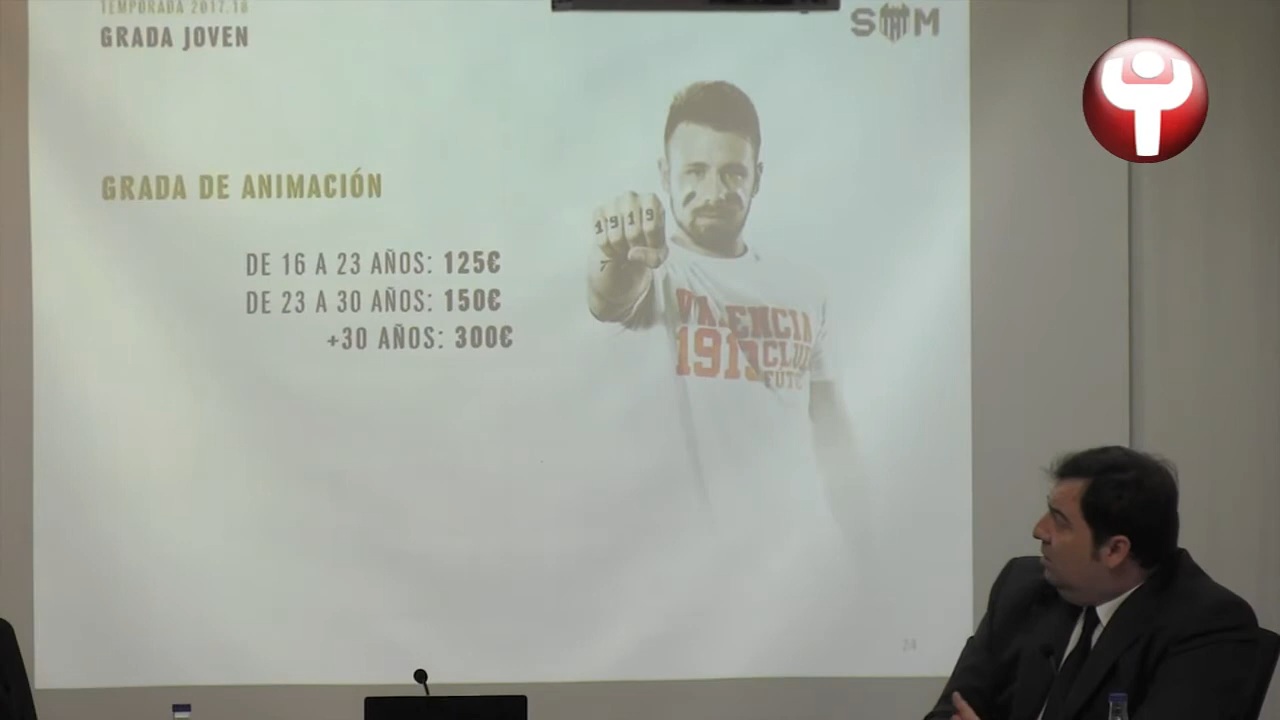 TEMPORADA 2017.18
GRADA JOVEN
S M
GRADA DE ANIMACIÓN
DE 16 A 23 AÑOS: 125€
DE 23 A 30 AÑOS: 150€
+30 AÑOS: 300€
1919
VALENCIA
1919 CLUB
FUTB
24